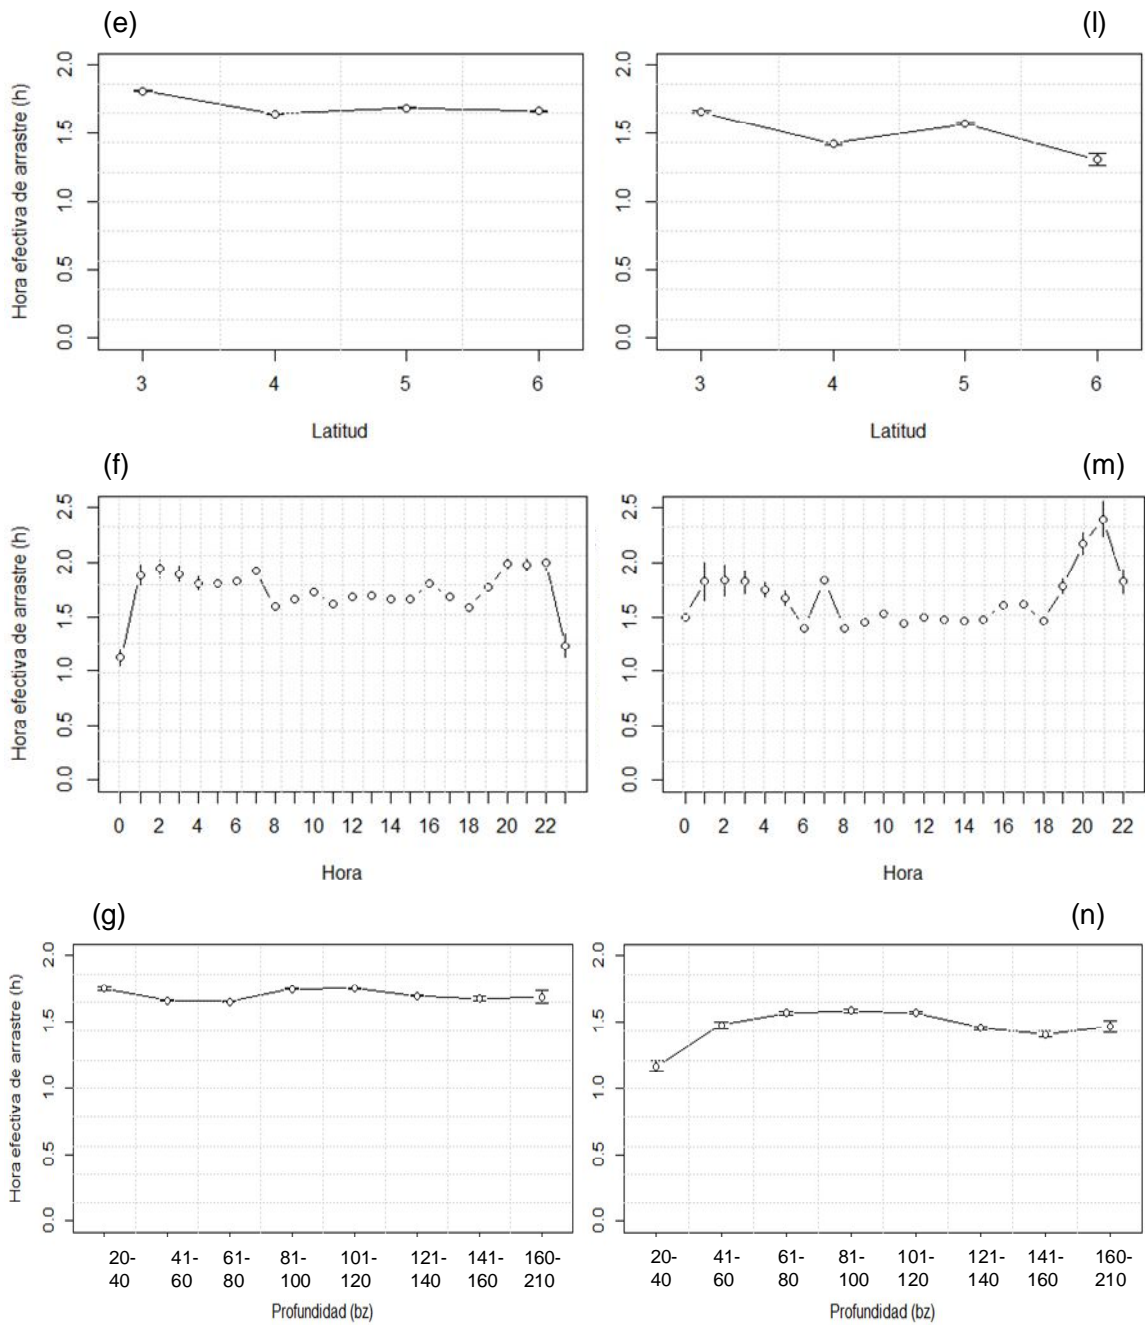 (e)
(l)
Hora efectiva de arrastre (h)
2.0
1.5
1.0
0.5
0.0
3 4 5 6
Latitud
2.0
1.5
1.0
0.5
0.0
3 4 5 6
Latitud
(f)
(m)
Hora efectiva de arrastre (h)
2.5
2.0
1.5
1.0
0.5
0.0
0 2 4 6 8 10 12 14 16 18 20 22
Hora
2.5
2.0
1.5
1.0
0.5
0.0
0 2 4 6 8 10 12 14 16 18 20 22
Hora
(g)
(n)
Hora efectiva de arrastre (h)
2.0
1.5
1.0
0.5
0.0
20- 41- 61- 81- 101- 121- 141- 160-
40 60 80 100 120 140 160 210
Profundidad (bz)
2.0
1.5
1.0
0.5
0.0
20- 41- 61- 81- 101- 121- 141- 160-
40 60 80 100 120 140 160 210
Profundidad (bz)